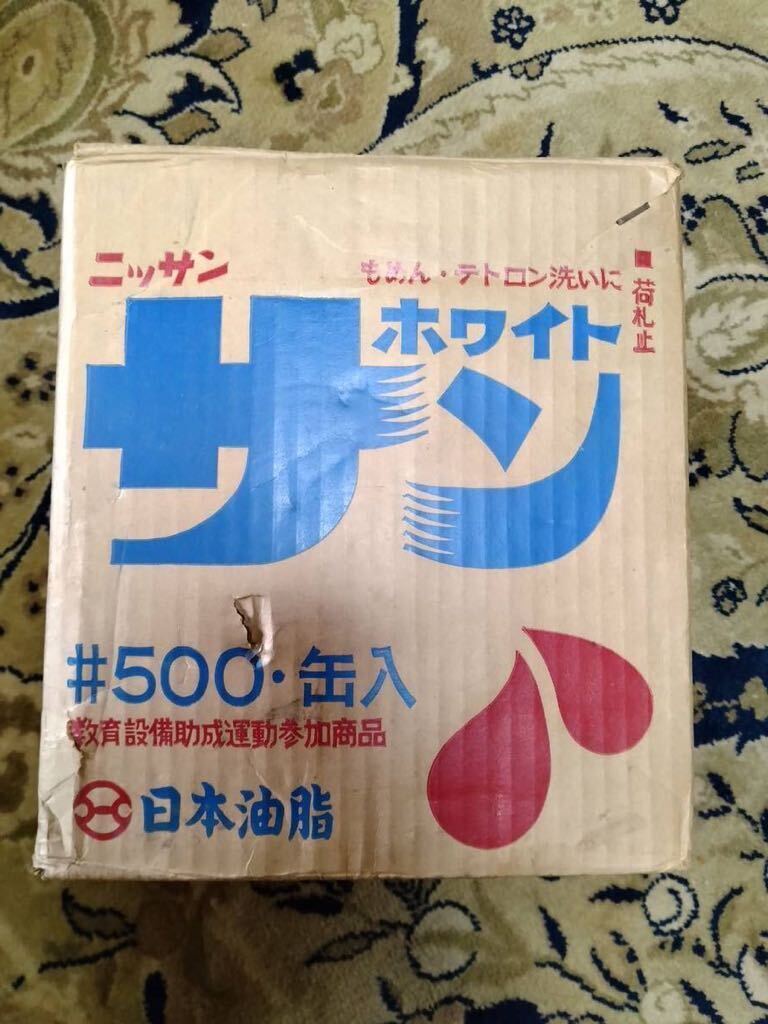 ニッサン
もめん・テトロン洗いに
■荷札止
ホワイト
サン
#500・缶入
教育設備助成運動参加商品
日本油脂